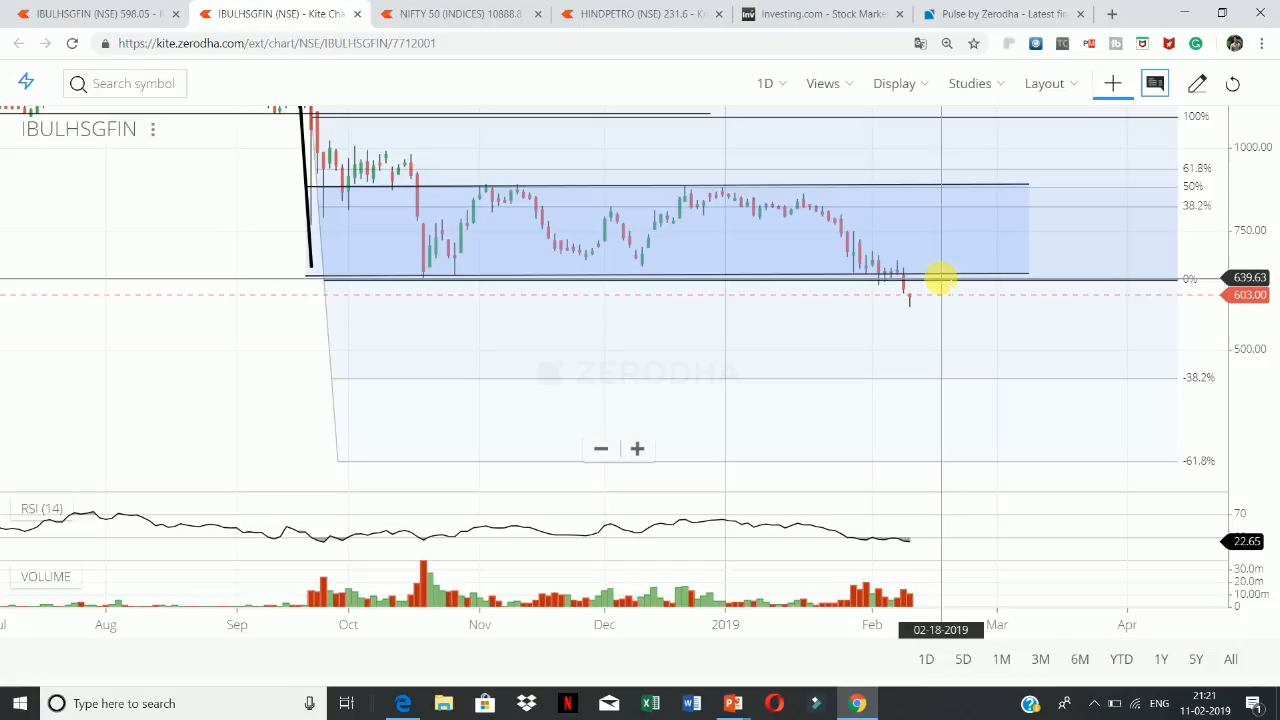 IBULHSGFIN (NSE) 598.05 - K
IBULHSGFIN (NSE) - Kite Cha
NIFTY 50 (INDICES) 10888.8
HINDPETRO (NSE) 231.6 - K
Investing.com - Stock Marke
Pulse by Zerodha - Latest fin
https://kite.zerodha.com/ext/chart/NSE/IBULHSGFIN/7712001
Search symbol
1D
Views
Display
Studies
Layout
IBULHSGFIN
100%
1000.00
61.8%
50%
38.2%
750.00
0%
639.63
603.00
500.00
ZERODHA
-38.2%
-61.8%
RSI (14)
70
22.65
VOLUME
30.0m
20.0m
10.00m
0
Aug
Sep
Oct
Nov
Dec
2019
Feb
02-18-2019
Mar
Apr
1D
5D
1M
3M
6M
YTD
1Y
5Y
All
Type here to search
ENG
21:21
11-02-2019